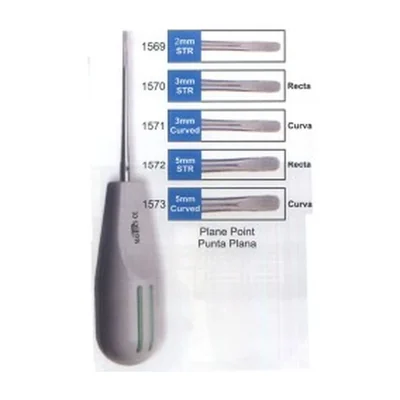 1569 2mm STR
1570 3mm STR Recta
1571 3mm Curved Curva
1572 5mm STR Recta
1573 5mm Curved Curva
Plane Point
Punta Plana